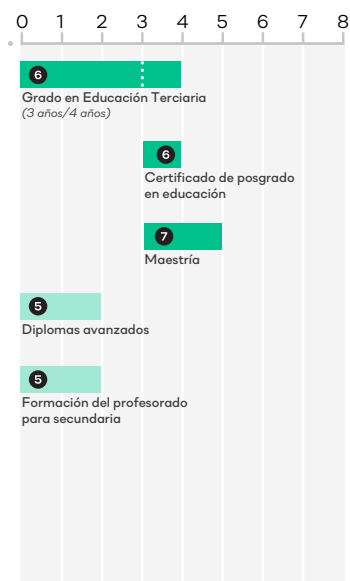 0 1 2 3 4 5 6 7 8
6
Grado en Educación Terciaria
(3 años/4 años)
6
Certificado de posgrado
en educación
7
Maestría
5
Diplomas avanzados
5
Formación del profesorado
para secundaria